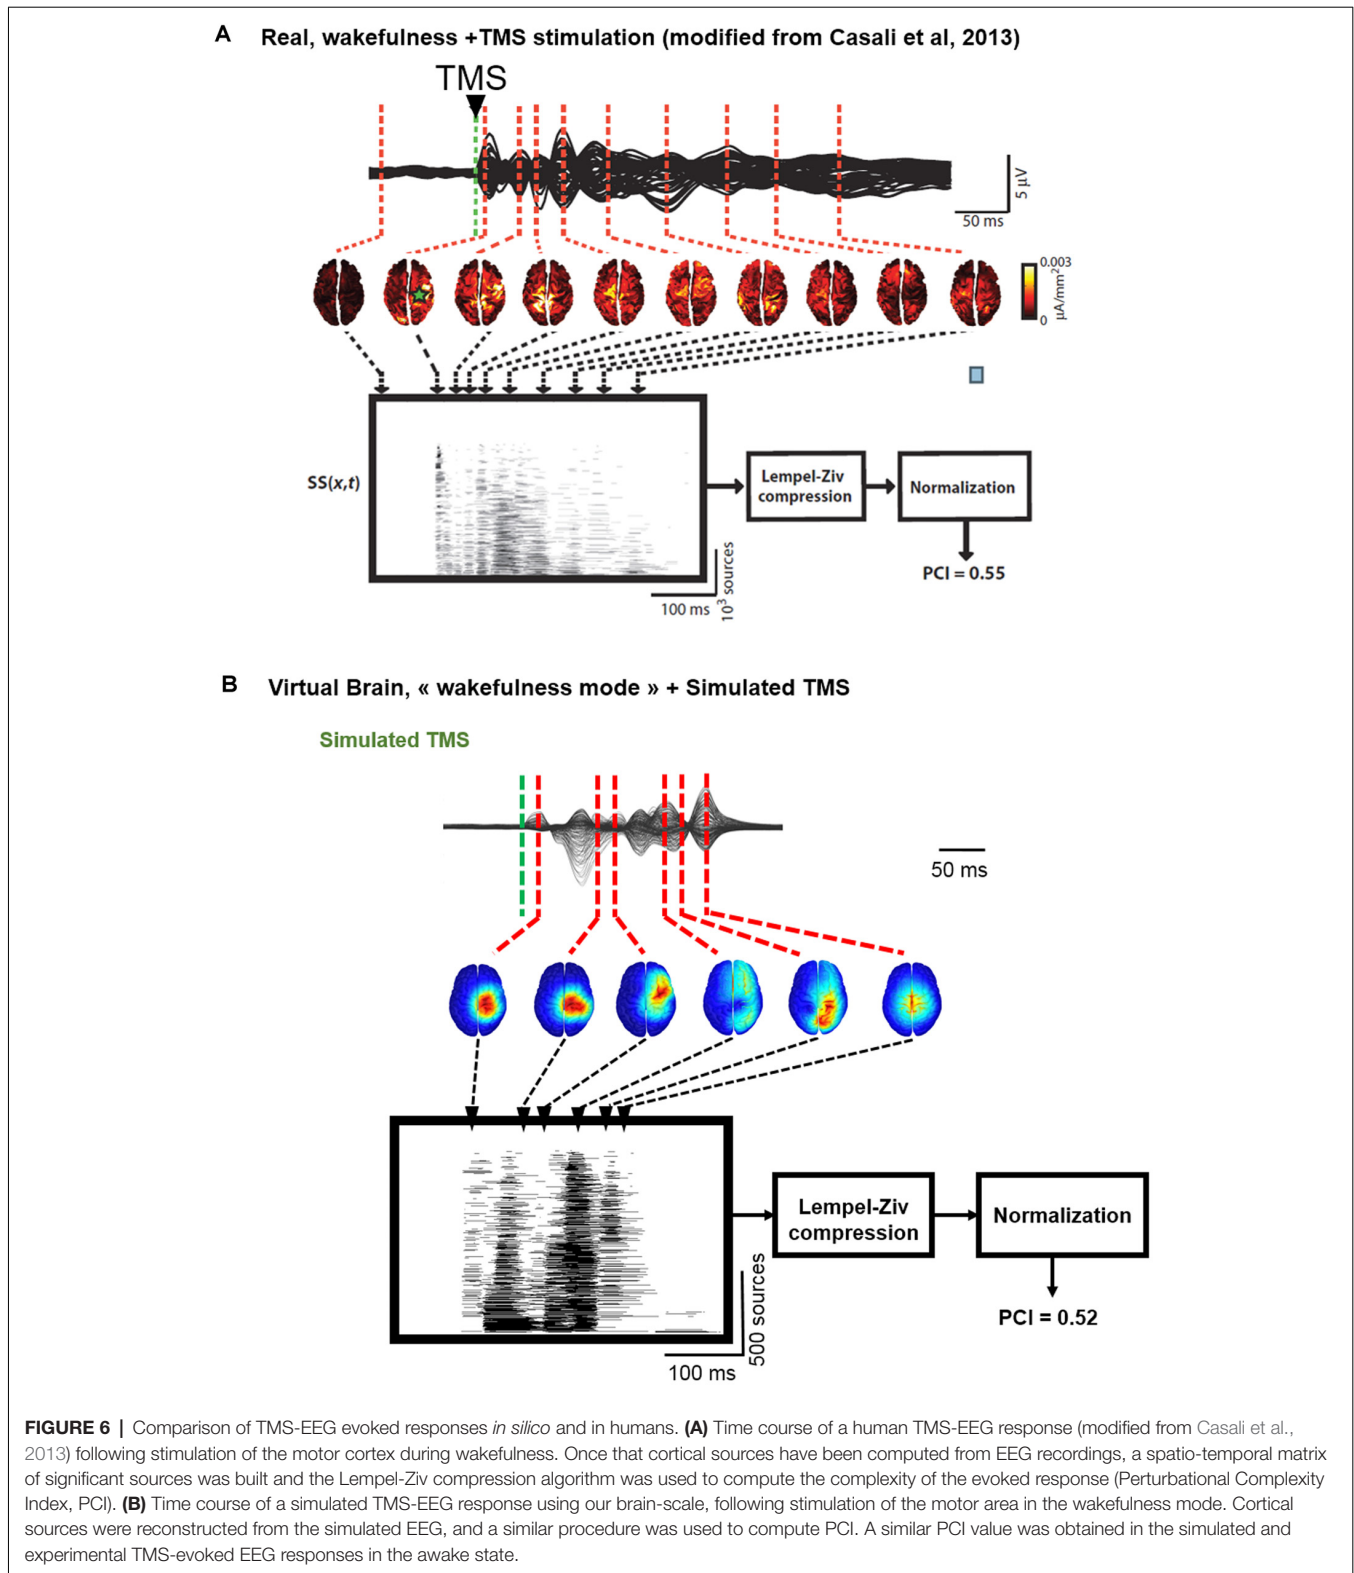 A Real, wakefulness +TMS stimulation (modified from Casali et al, 2013)
TMS
5 µV
50 ms
0.003
0
µA/mm²
SS(x,t)
Lempel-Ziv
compression
Normalization
PCI = 0.55
100 ms
10³ sources
B Virtual Brain, « wakefulness mode » + Simulated TMS
Simulated TMS
50 ms
Lempel-Ziv
compression
Normalization
PCI = 0.52
500 sources
100 ms
FIGURE 6 | Comparison of TMS-EEG evoked responses in silico and in humans. (A) Time course of a human TMS-EEG response (modified from Casali et al.,
2013) following stimulation of the motor cortex during wakefulness. Once that cortical sources have been computed from EEG recordings, a spatio-temporal matrix
of significant sources was built and the Lempel-Ziv compression algorithm was used to compute the complexity of the evoked response (Perturbational Complexity
Index, PCI). (B) Time course of a simulated TMS-EEG response using our brain-scale, following stimulation of the motor area in the wakefulness mode. Cortical
sources were reconstructed from the simulated EEG, and a similar procedure was used to compute PCI. A similar PCI value was obtained in the simulated and
experimental TMS-evoked EEG responses in the awake state.